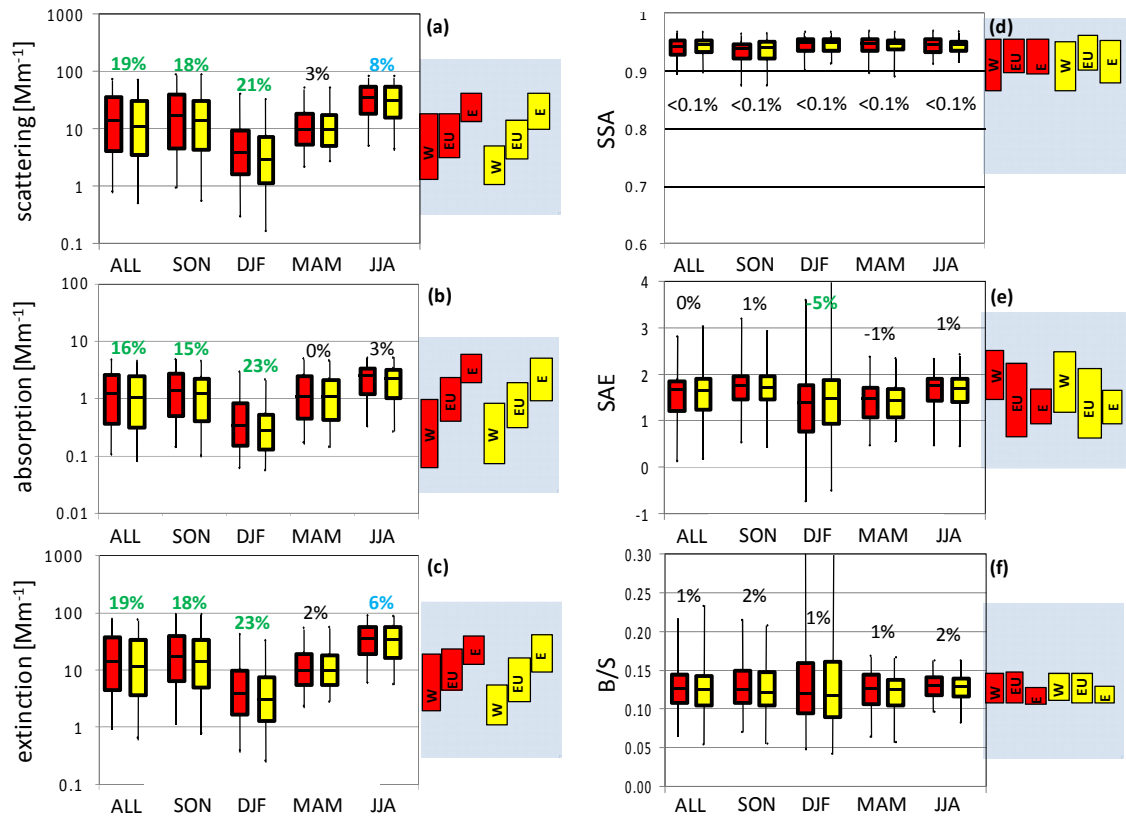 (a)
scattering [Mm-1]
1000
100
10
1
0.1
19%
18%
21%
3%
8%
ALL
SON
DJF
MAM
JJA
W
EU
E
W
EU
E
(b)
absorption [Mm-1]
100
10
1
0.1
0.01
16%
15%
23%
0%
3%
ALL
SON
DJF
MAM
JJA
W
EU
E
W
EU
E
(c)
extinction [Mm-1]
1000
100
10
1
0.1
19%
18%
23%
2%
6%
ALL
SON
DJF
MAM
JJA
W
EU
E
W
EU
E
(d)
SSA
1
0.9
0.8
0.7
0.6
<0.1%
<0.1%
<0.1%
<0.1%
<0.1%
ALL
SON
DJF
MAM
JJA
W
EU
E
W
EU
E
(e)
SAE
4
3
2
1
0
-1
0%
1%
-5%
-1%
1%
ALL
SON
DJF
MAM
JJA
W
EU
E
W
EU
E
(f)
B/S
0.30
0.25
0.20
0.15
0.10
0.05
0.00
1%
2%
1%
1%
2%
ALL
SON
DJF
MAM
JJA
W
EU
E
W
EU
E